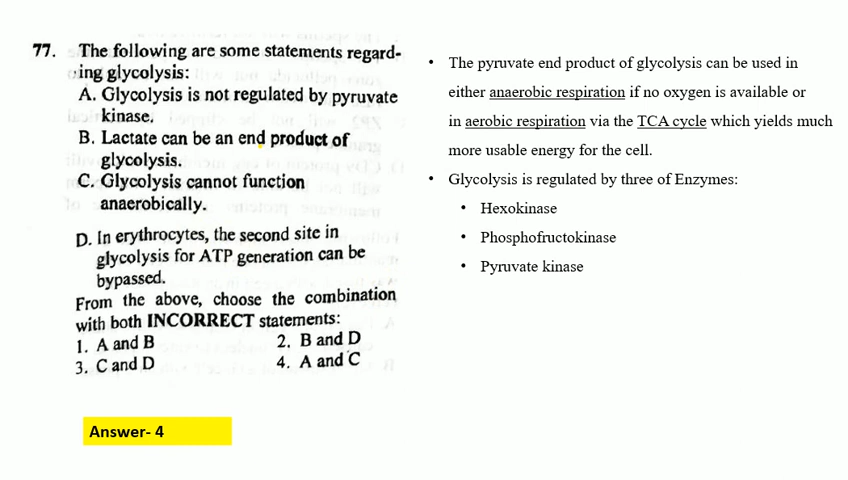 77. The following are some statements regard-
ing glycolysis:
A. Glycolysis is not regulated by pyruvate
kinase.
B. Lactate can be an end product of
glycolysis.
C. Glycolysis cannot function
anaerobically.
D. In erythrocytes, the second site in
glycolysis for ATP generation can be
bypassed.
From the above, choose the combination
with both INCORRECT statements:
1. A and B 2. B and D
3. C and D 4. A and C
Answer- 4
• The pyruvate end product of glycolysis can be used in
either anaerobic respiration if no oxygen is available or
in aerobic respiration via the TCA cycle which yields much
more usable energy for the cell.
• Glycolysis is regulated by three of Enzymes:
• Hexokinase
• Phosphofructokinase
• Pyruvate kinase